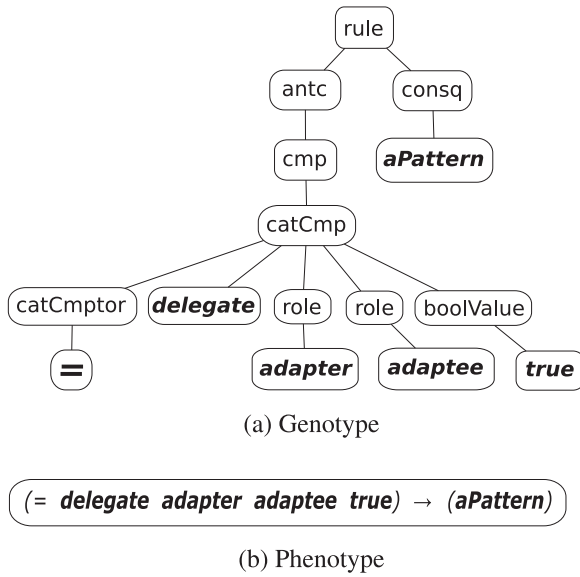 rule
antc consq
cmp aPattern
catCmp
catCmptor delegate role role boolValue
= adapter adaptee true
(a) Genotype
(= delegate adapter adaptee true) → (aPattern)
(b) Phenotype